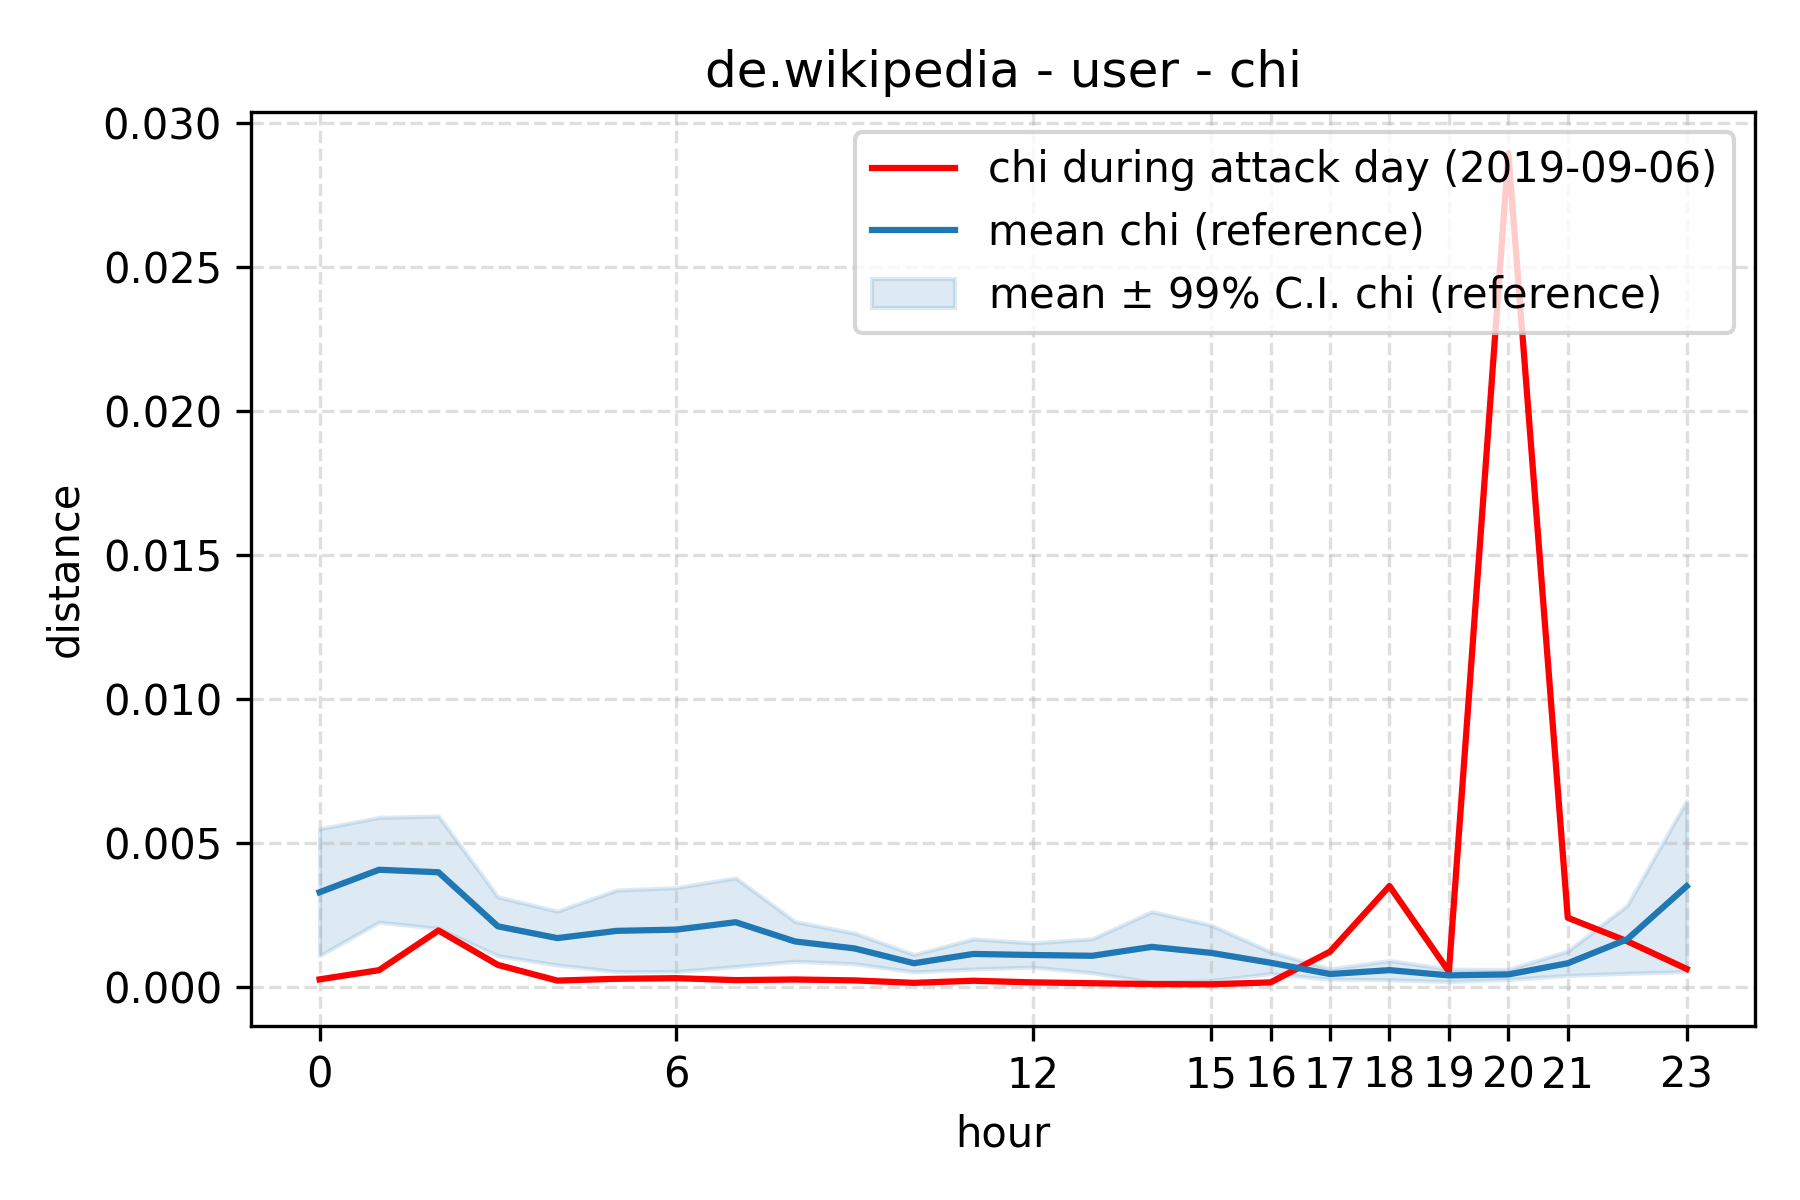 de.wikipedia - user - chi
0.030
0.025
0.020
0.015
0.010
0.005
0.000
distance
chi during attack day (2019-09-06)
mean chi (reference)
mean ± 99% C.I. chi (reference)
0 6 12 15 16 17 18 19 20 21 23
hour